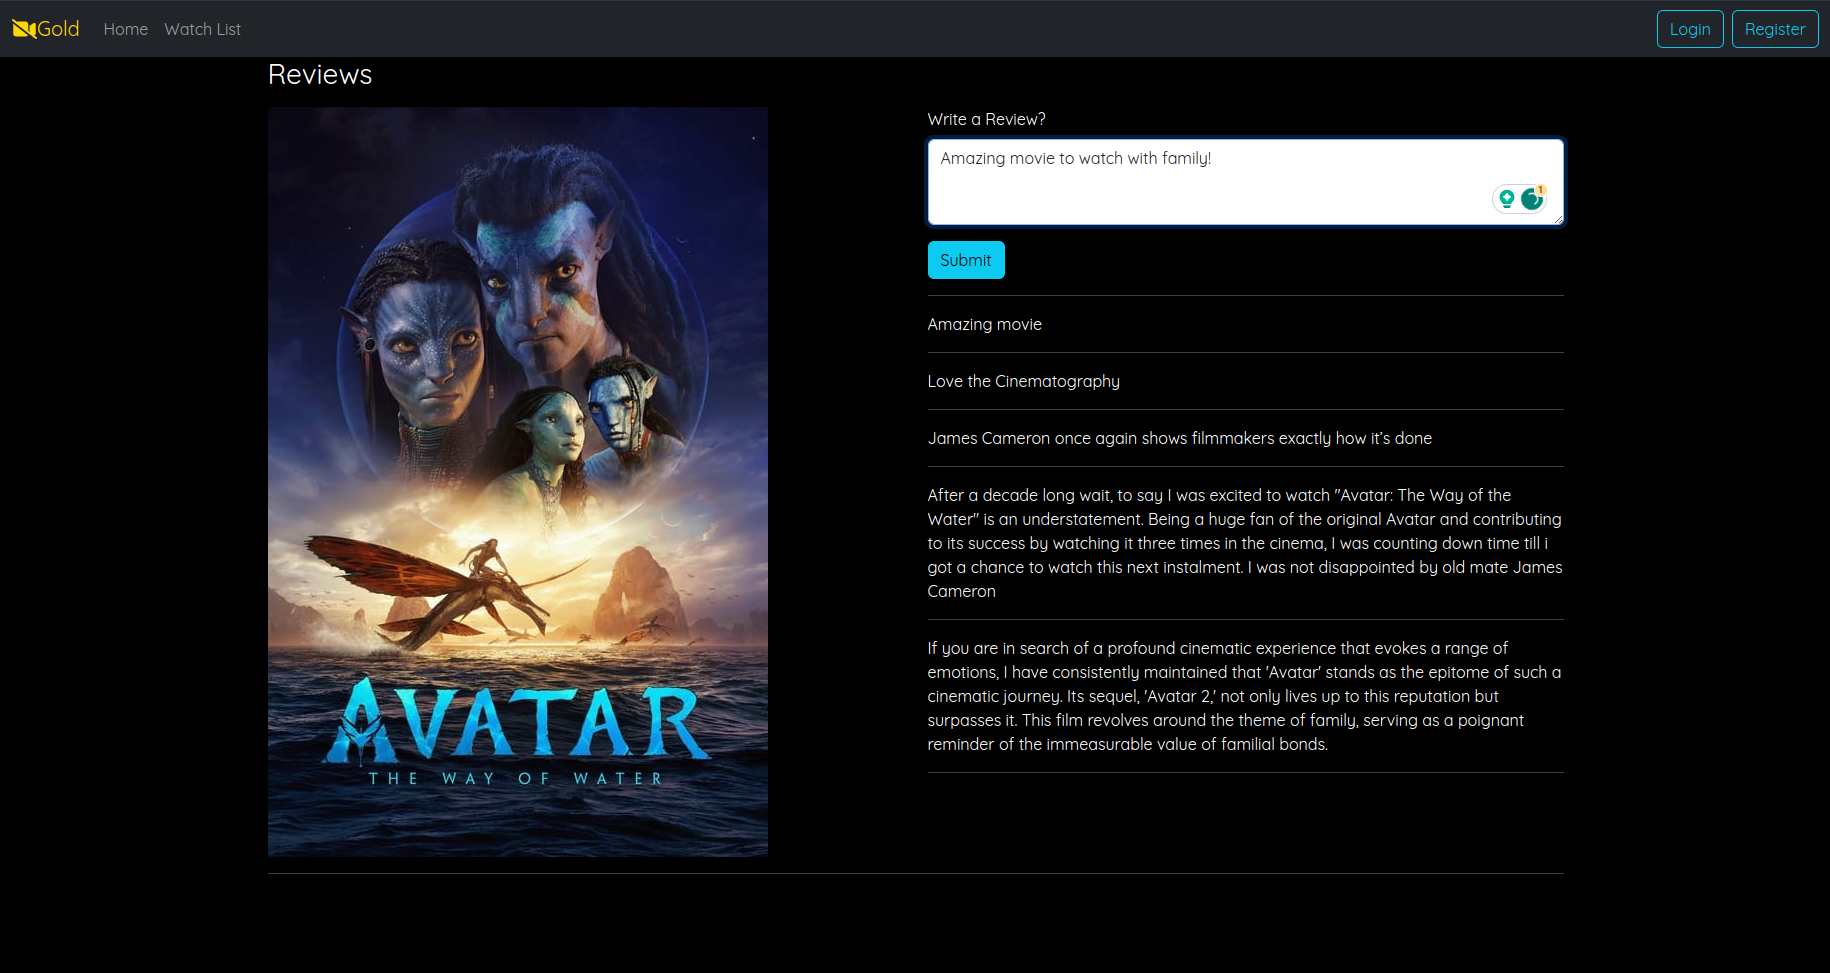 Gold Home Watch List Login Register
Reviews
Write a Review?
Amazing movie to watch with family!
1
Submit
Amazing movie
Love the Cinematography
James Cameron once again shows filmmakers exactly how it's done
After a decade long wait, to say I was excited to watch "Avatar: The Way of the
Water" is an understatement. Being a huge fan of the original Avatar and contributing
to its success by watching it three times in the cinema, I was counting down time till i
got a chance to watch this next instalment. I was not disappointed by old mate James
Cameron
If you are in search of a profound cinematic experience that evokes a range of
emotions, I have consistently maintained that 'Avatar' stands as the epitome of such a
cinematic journey. Its sequel, 'Avatar 2,' not only lives up to this reputation but
surpasses it. This film revolves around the theme of family, serving as a poignant
reminder of the immeasurable value of familial bonds.
AVATAR
THE WAY OF WATER